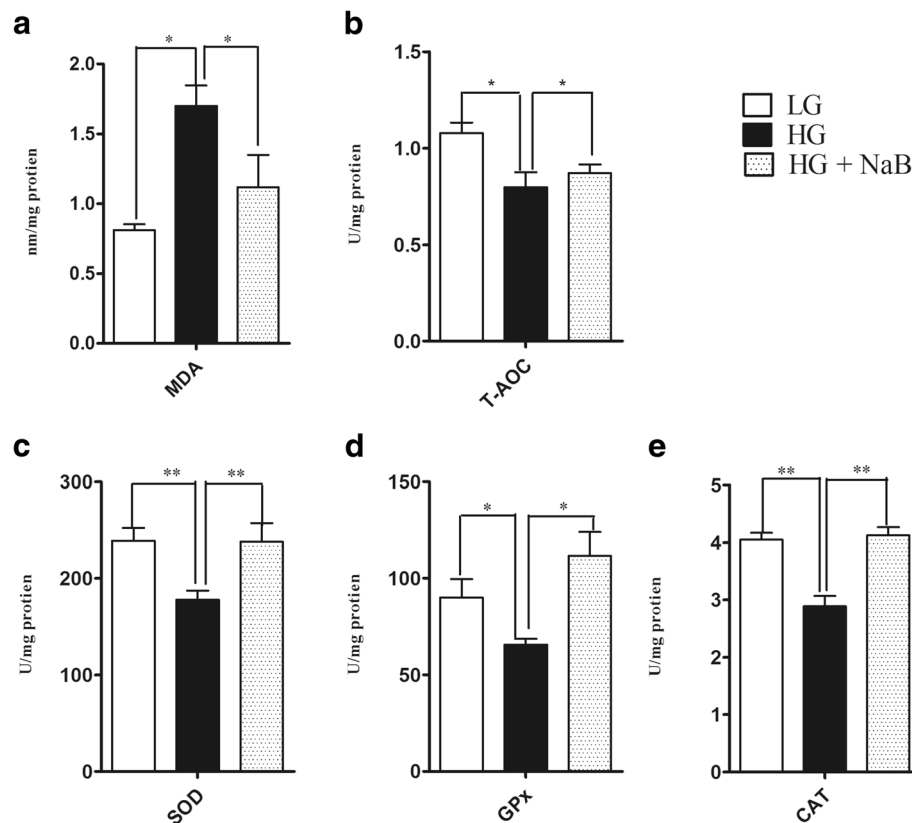 a
* *
2.0
1.5
1.0
0.5
0.0
nm/mg protien
MDA
b
* *
1.5
1.0
0.5
0.0
U/mg protien
T-AOC
LG
HG
HG + NaB
c
** **
300
200
100
0
U/mg protien
SOD
d
* *
150
100
50
0
U/mg protien
GPx
e
** **
5
4
3
2
1
0
U/mg protien
CAT